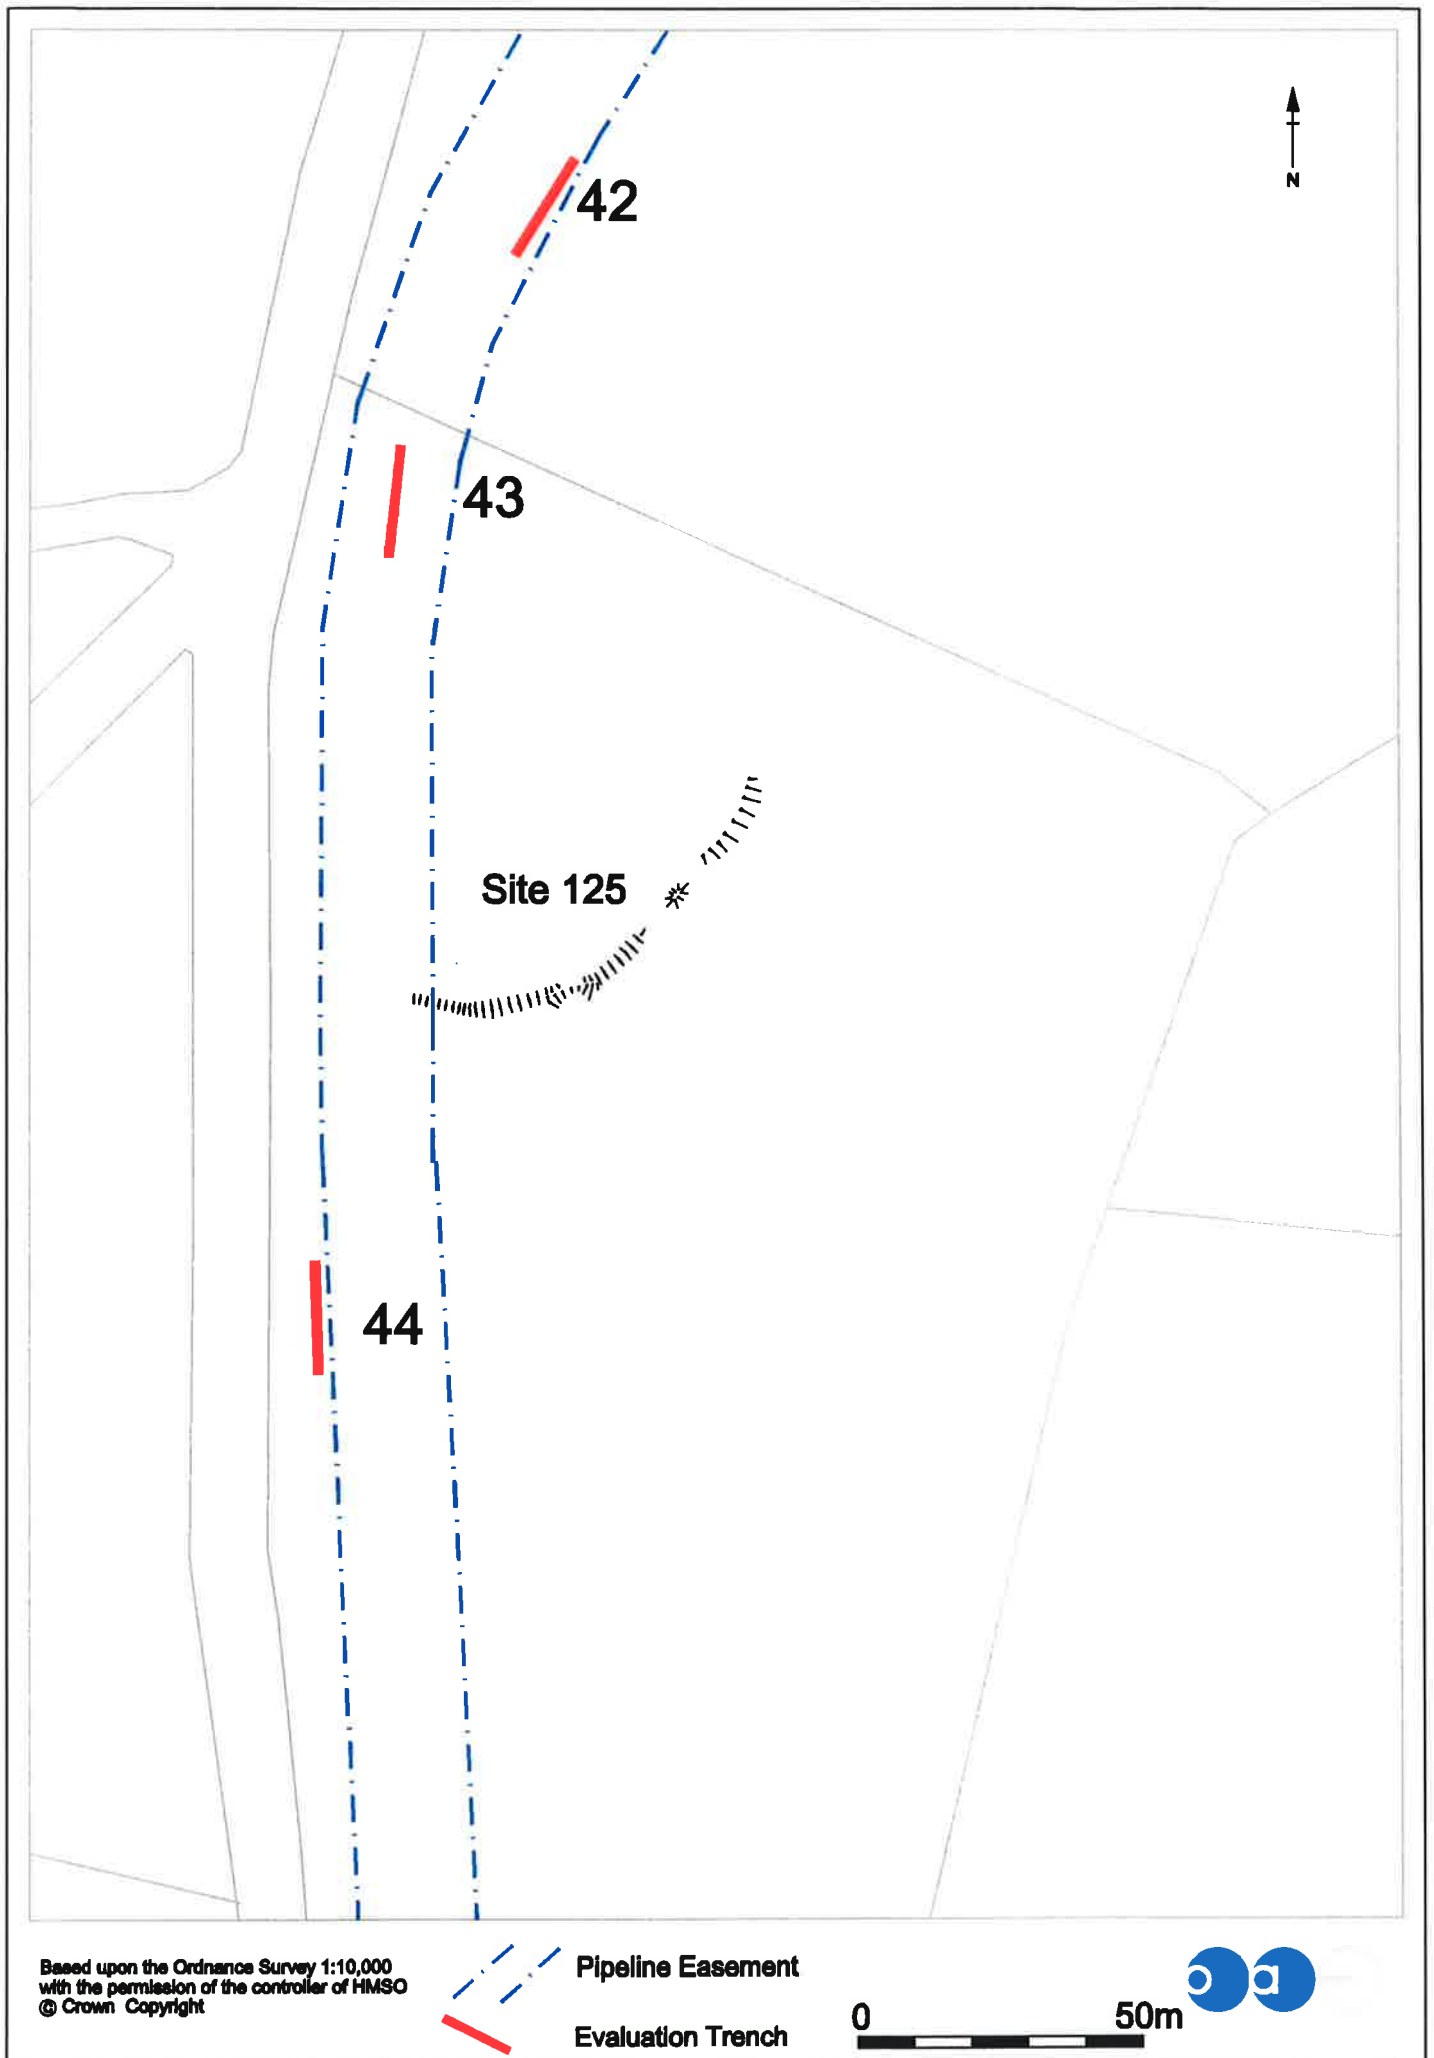 N
42
43
Site 125
44
Based upon the Ordnance Survey 1:10,000
with the permission of the controller of HMSO
© Crown Copyright
Pipeline Easement
Evaluation Trench
0 50m
o a